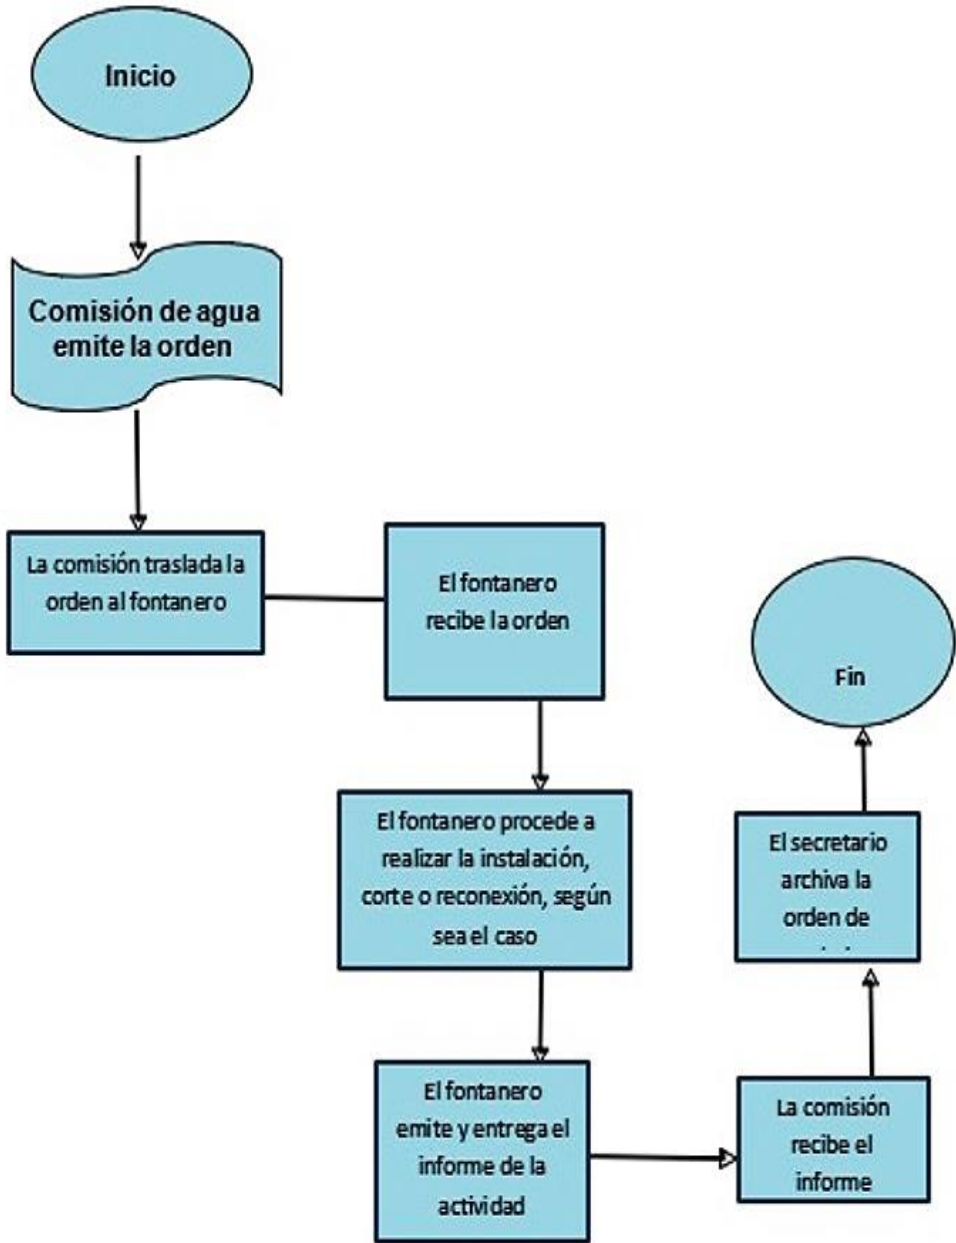 Inicio
Comisión de agua
emite la orden
La comisión traslada la
orden al fontanero
El fontanero
recibe la orden
El fontanero procede a
realizar la instalación,
corte o reconexión, según
sea el caso
El fontanero
emite y entrega el
informe de la
actividad
La comisión
recibe el
informe
El secretario
archiva la
orden de
Fin